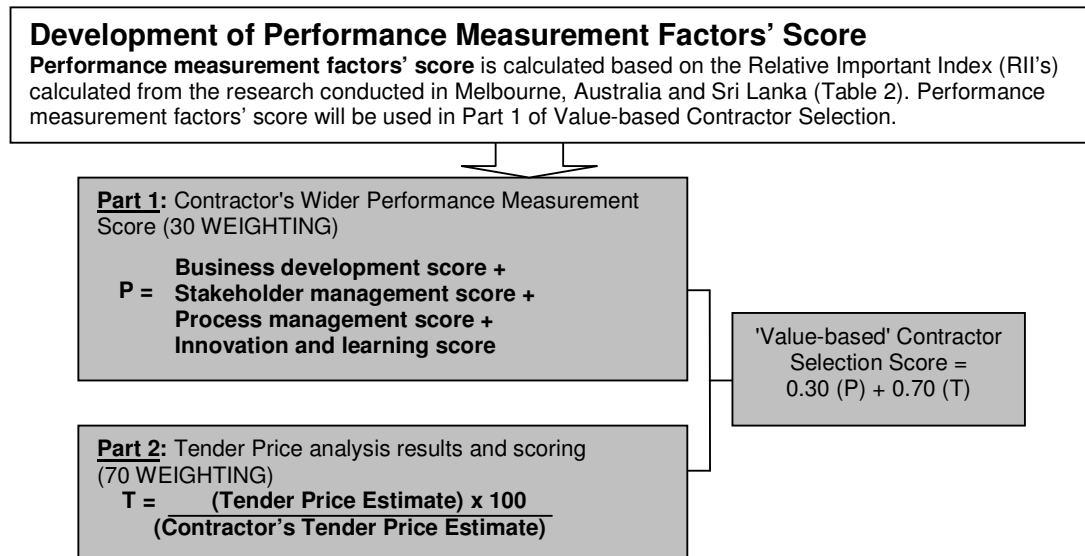 Development of Performance Measurement Factors’ Score
Performance measurement factors’ score is calculated based on the Relative Important Index (RII’s)
calculated from the research conducted in Melbourne, Australia and Sri Lanka (Table 2). Performance
measurement factors’ score will be used in Part 1 of Value-based Contractor Selection.
Part 1: Contractor's Wider Performance Measurement
Score (30 WEIGHTING)
P =
Business development score +
Stakeholder management score +
Process management score +
Innovation and learning score
'Value-based' Contractor
Selection Score =
0.30 (P) + 0.70 (T)
Part 2: Tender Price analysis results and scoring
(70 WEIGHTING)
T = (Tender Price Estimate) x 100
(Contractor’s Tender Price Estimate)